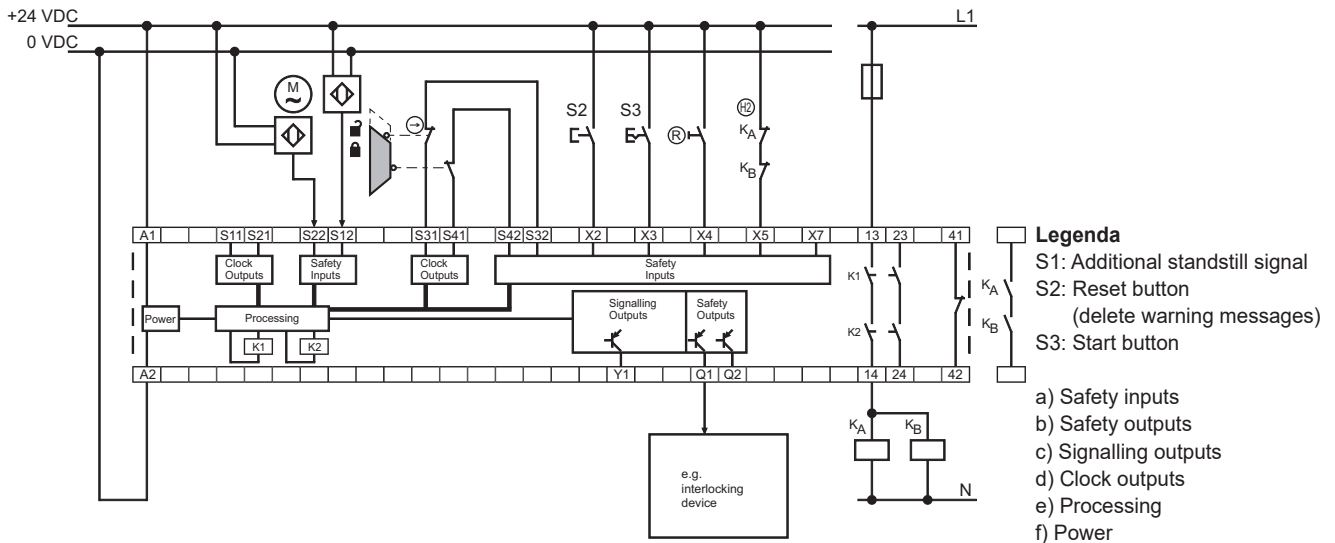 +24 VDC
L1
0 VDC
M
~
S2
S3
R
H2
KA
KB
A1 S11 S21 S22 S12 S31 S41 S42 S32 X2 X3 X4 X5 X7 13 23 41
Clock Outputs
Safety Inputs
Clock Outputs
Safety Inputs
K1
K2
Power
Processing
K1
K2
Signalling Outputs
Safety Outputs
A2 Y1 Q1 Q2 14 24 42
KA
KB
KA
KB
N
e.g.
interlocking
device
Legenda
S1: Additional standstill signal
S2: Reset button
(delete warning messages)
S3: Start button
a) Safety inputs
b) Safety outputs
c) Signalling outputs
d) Clock outputs
e) Processing
f) Power